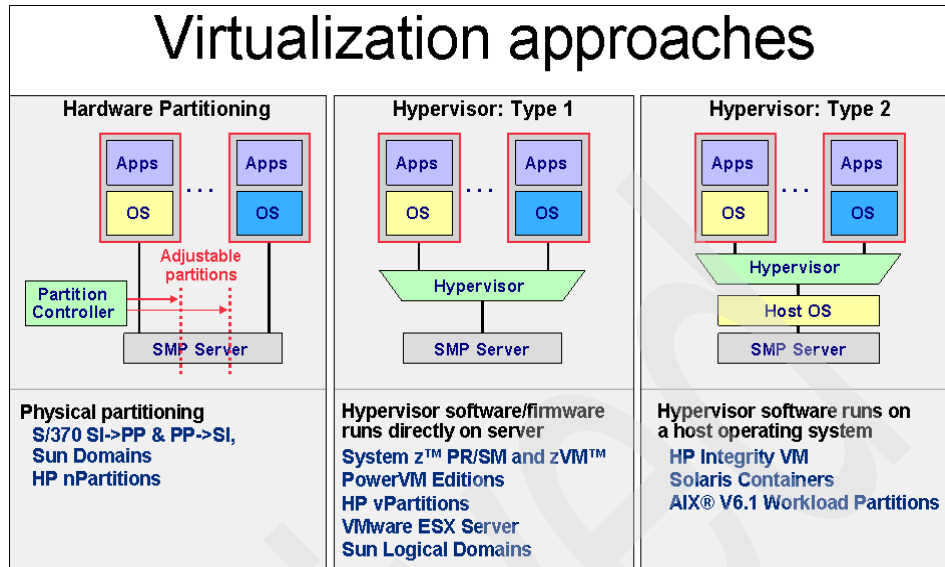 Virtualization approaches
Hardware Partitioning
Apps
Apps
...
OS
OS
Adjustable
partitions
Partition
Controller
SMP Server
Physical partitioning
S/370 SI->PP & PP->SI,
Sun Domains
HP nPartitions
Hypervisor: Type 1
Apps
Apps
...
OS
OS
Hypervisor
SMP Server
Hypervisor software/firmware
runs directly on server
System z™ PR/SM and zVM™
PowerVM Editions
HP vPartitions
VMware ESX Server
Sun Logical Domains
Hypervisor: Type 2
Apps
Apps
...
OS
OS
Hypervisor
Host OS
SMP Server
Hypervisor software runs on
a host operating system
HP Integrity VM
Solaris Containers
AIX® V6.1 Workload Partitions